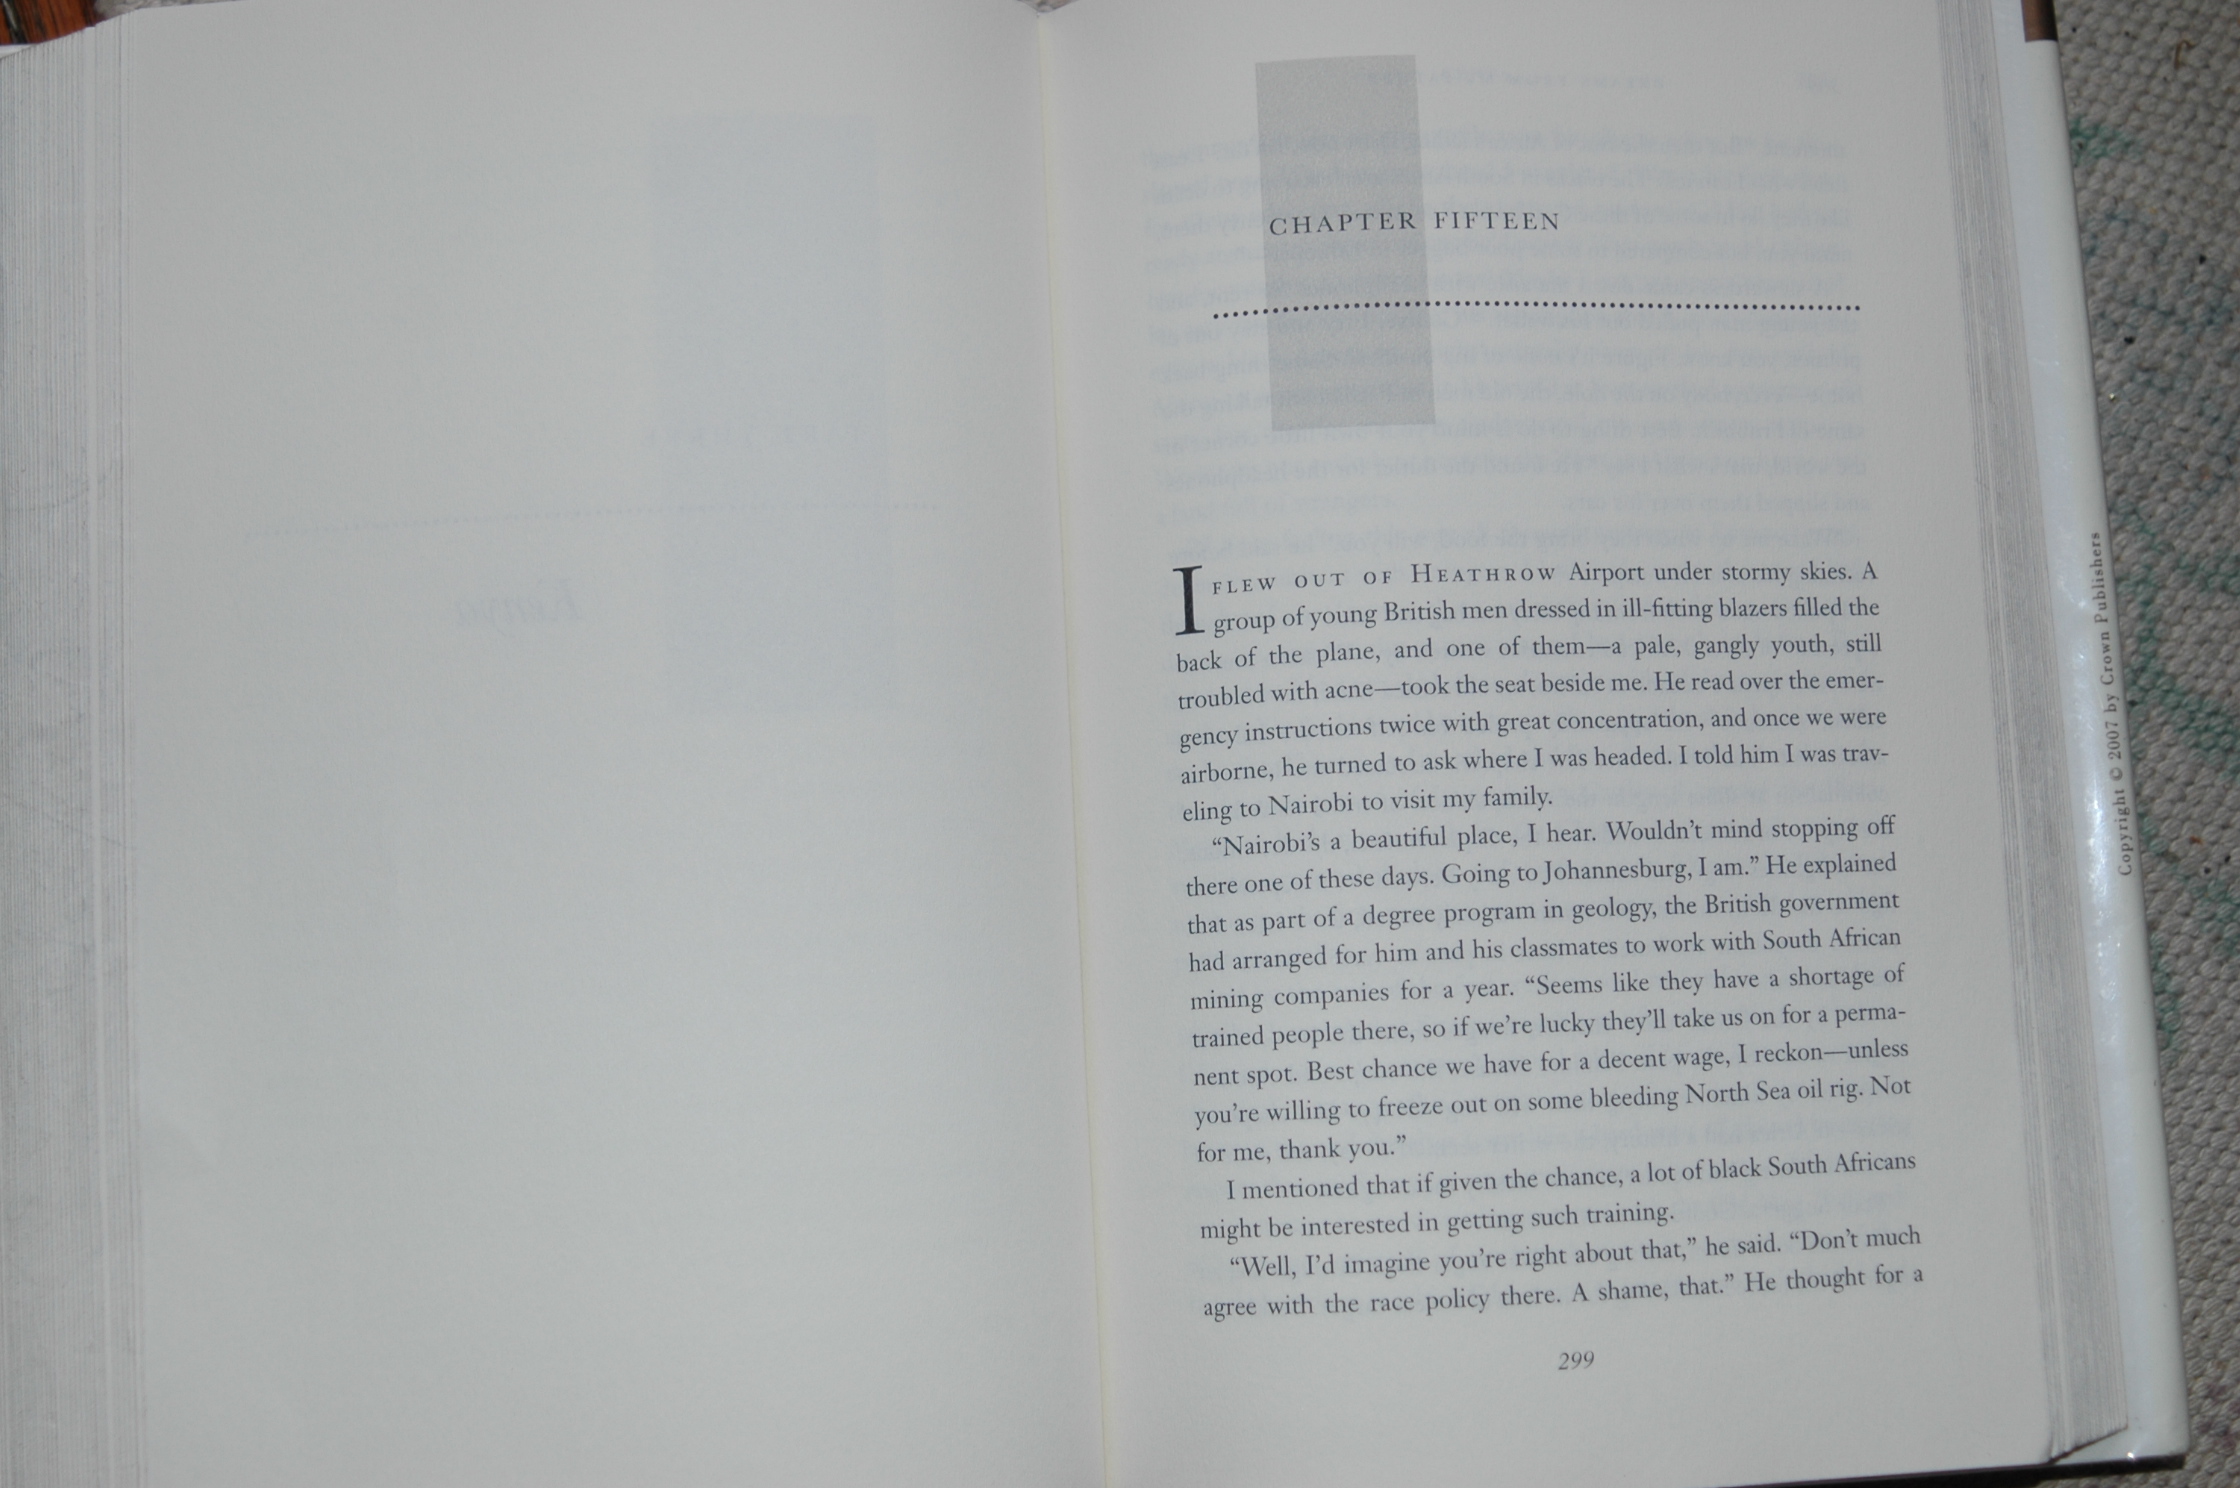 CHAPTER FIFTEEN
I FLEW OUT OF HEATHROW Airport under stormy skies. A
group of young British men dressed in ill-fitting blazers filled the
back of the plane, and one of them—a pale, gangly youth, still
troubled with acne—took the seat beside me. He read over the emer-
gency instructions twice with great concentration, and once we were
airborne, he turned to ask where I was headed. I told him I was trav-
eling to Nairobi to visit my family.
“Nairobi’s a beautiful place, I hear. Wouldn’t mind stopping off
there one of these days. Going to Johannesburg, I am.” He explained
that as part of a degree program in geology, the British government
had arranged for him and his classmates to work with South African
mining companies for a year. “Seems like they have a shortage of
trained people there, so if we’re lucky they’ll take us on for a perma-
nent spot. Best chance we have for a decent wage, I reckon—unless
you’re willing to freeze out on some bleeding North Sea oil rig. Not
for me, thank you.”
I mentioned that if given the chance, a lot of black South Africans
might be interested in getting such training.
“Well, I’d imagine you’re right about that,” he said. “Don’t much
agree with the race policy there. A shame, that.” He thought for a
299
Copyright © 2007 by Crown Publishers